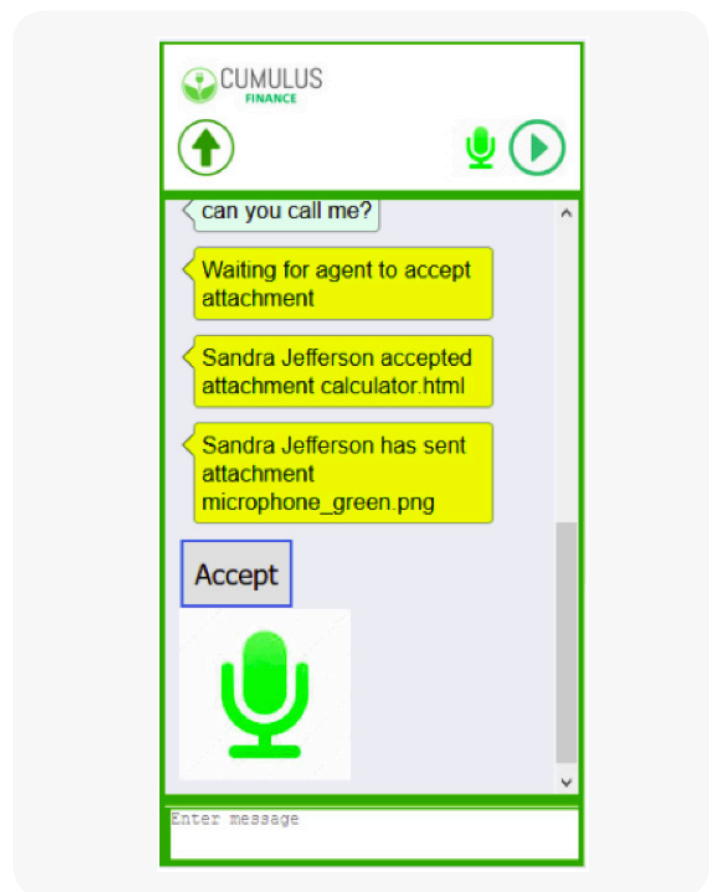 CUMULUS
FINANCE
can you call me?
Waiting for agent to accept
attachment
Sandra Jefferson accepted
attachment calculator.html
Sandra Jefferson has sent
attachment
microphone_green.png
Accept
Enter message